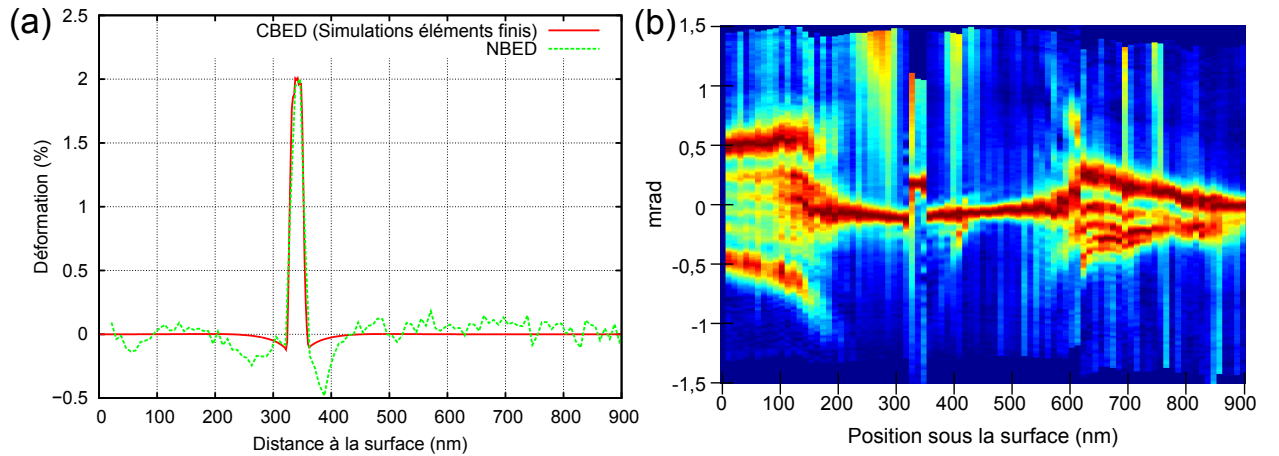 (a)
CBED (Simulations éléments finis)
NBED
Déformation (%)
2.5
2
1.5
1
0.5
0
−0.5
0 100 200 300 400 500 600 700 800 900
Distance à la surface (nm)
(b)
mrad
1,5
1
0,5
0
-0,5
-1
-1,5
0 100 200 300 400 500 600 700 800 900
Position sous la surface (nm)